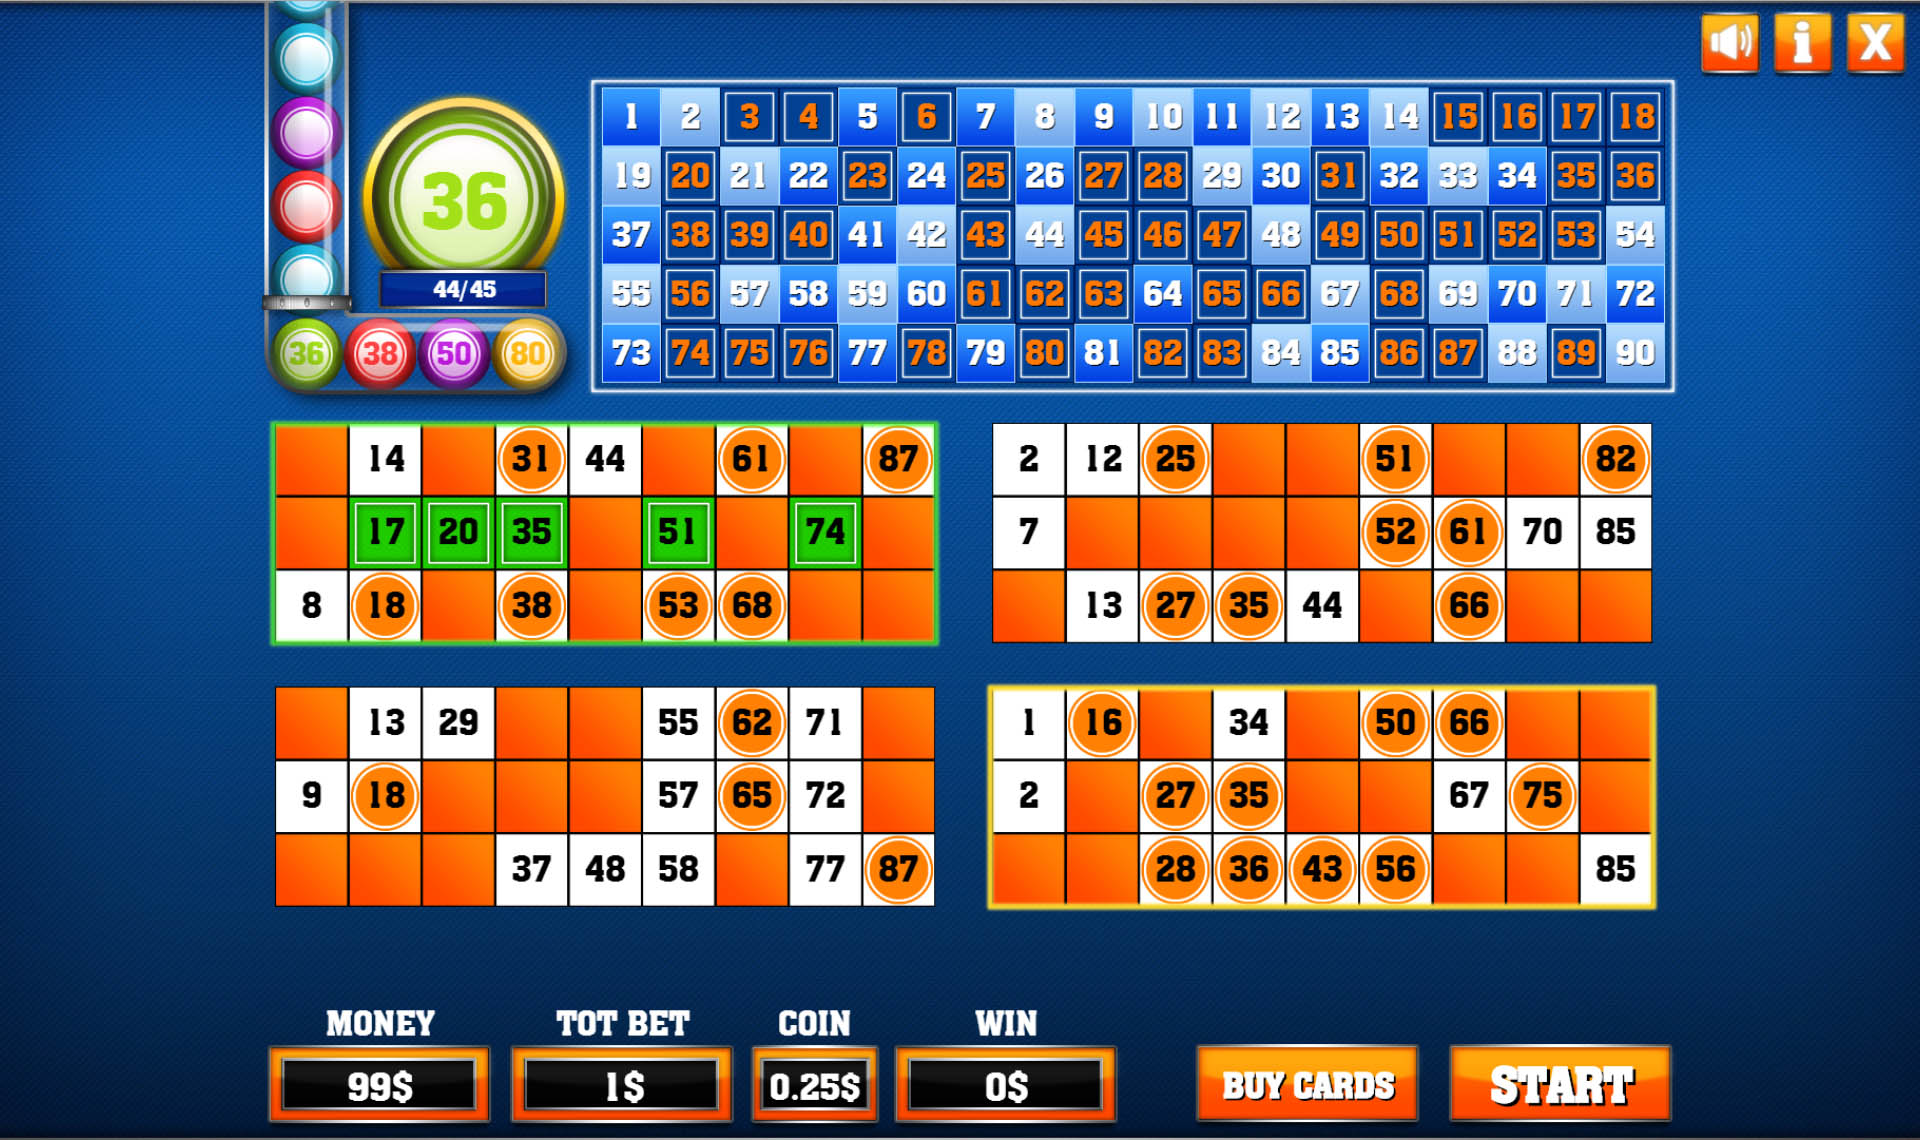 36
44/45
36 38 50 80
1 2 3 4 5 6 7 8 9 10 11 12 13 14 15 16 17 18
19 20 21 22 23 24 25 26 27 28 29 30 31 32 33 34 35 36
37 38 39 40 41 42 43 44 45 46 47 48 49 50 51 52 53 54
55 56 57 58 59 60 61 62 63 64 65 66 67 68 69 70 71 72
73 74 75 76 77 78 79 80 81 82 83 84 85 86 87 88 89 90
14 31 44 61 87
17 20 35 51 74
8 18 38 53 68
2 12 25 51 82
7 52 61 70 85
13 27 35 44 66
13 29 55 62 71
9 18 57 65 72
37 48 58 77 87
1 16 34 50 66
2 27 35 67 75
28 36 43 56 85
MONEY TOT BET COIN WIN
99$ 1$ 0.25$ 0$ BUY CARDS START